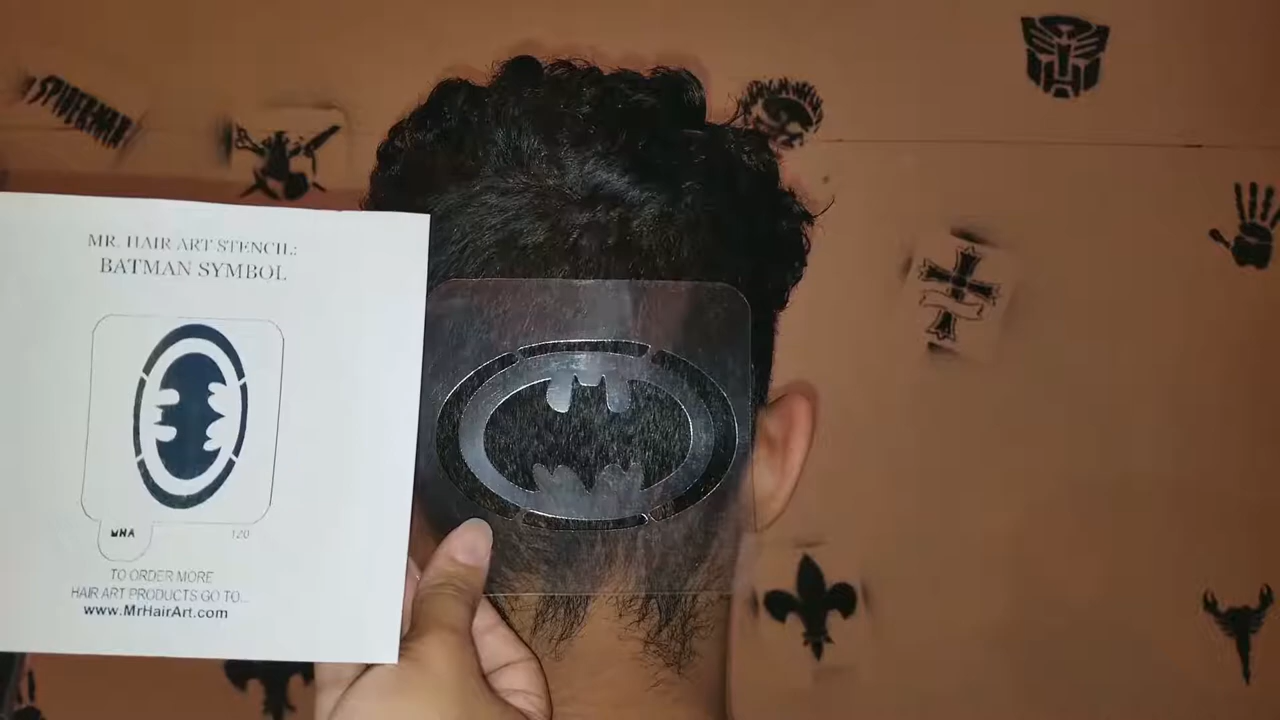 SPIDERMAN
MR. HAIR ART STENCIL:
BATMAN SYMBOL
MHA
120
TO ORDER MORE
HAIR ART PRODUCTS GO TO...
www.MrHairArt.com